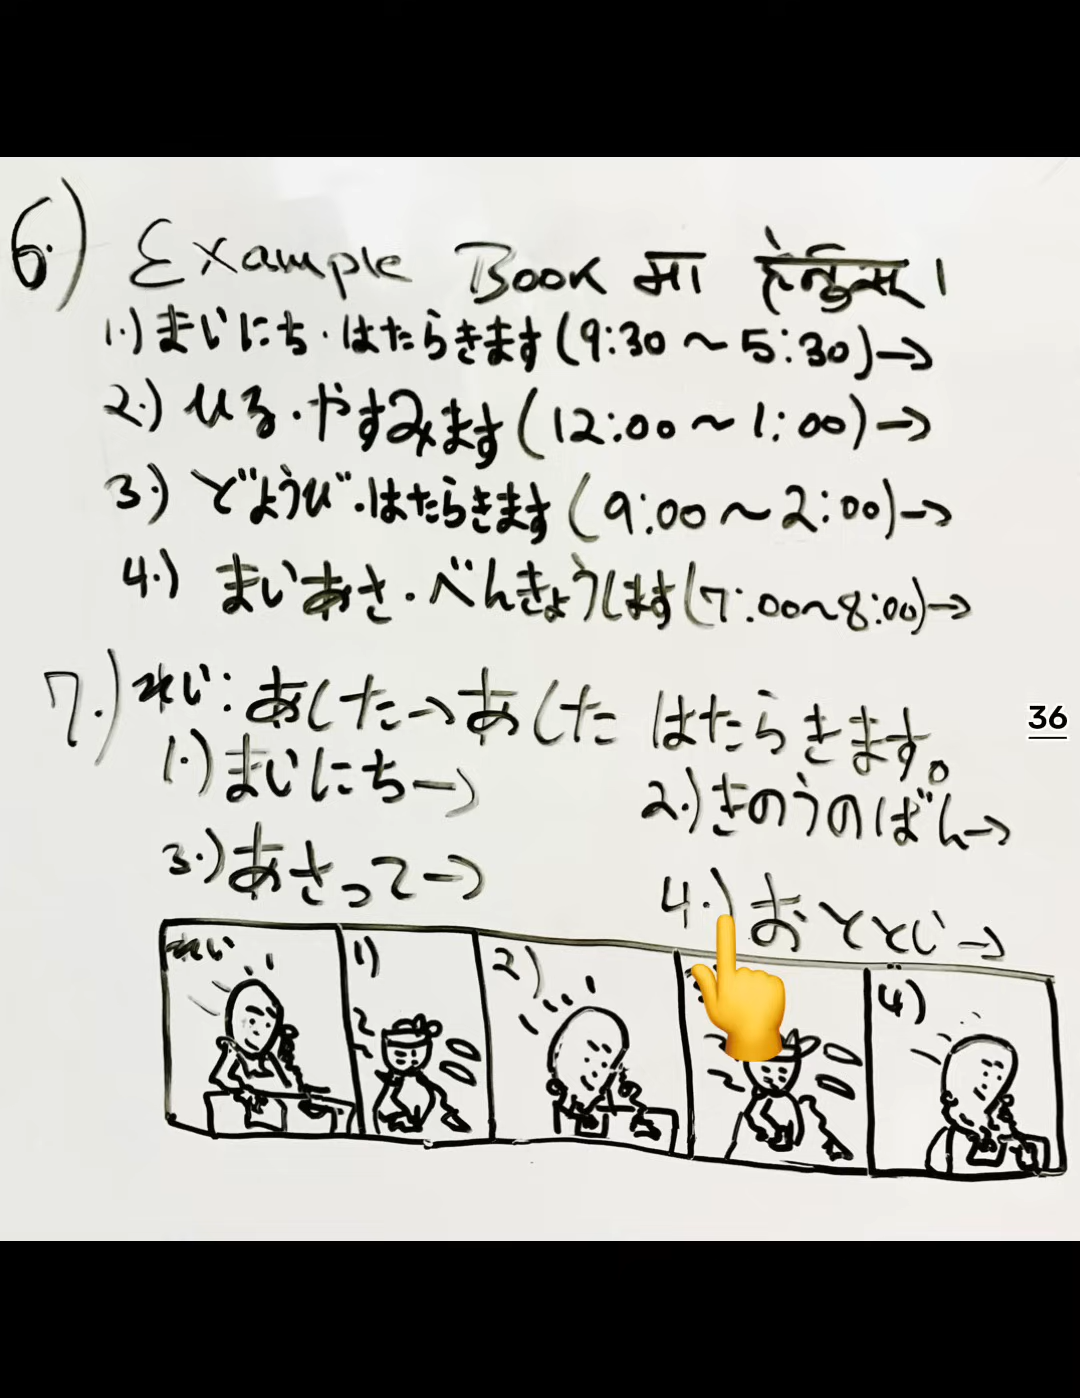 6.) Example Book मा हेर्नुहोस् ।
1.) まいにち・はたらきます (9:30 ～ 5:30) →
2.) ひる・やすみます (12:00 ～ 1:00) →
3.) どようび・はたらきます (9:00 ～ 2:00) →
4.) まいあさ・べんきょうします (7:00～8:00) →
7.) れい: あした → あした はたらきます。
1.) まいにち →
2.) きのうのばん →
3.) あさって →
4.) おととい →
れい
1)
2)
4)
36